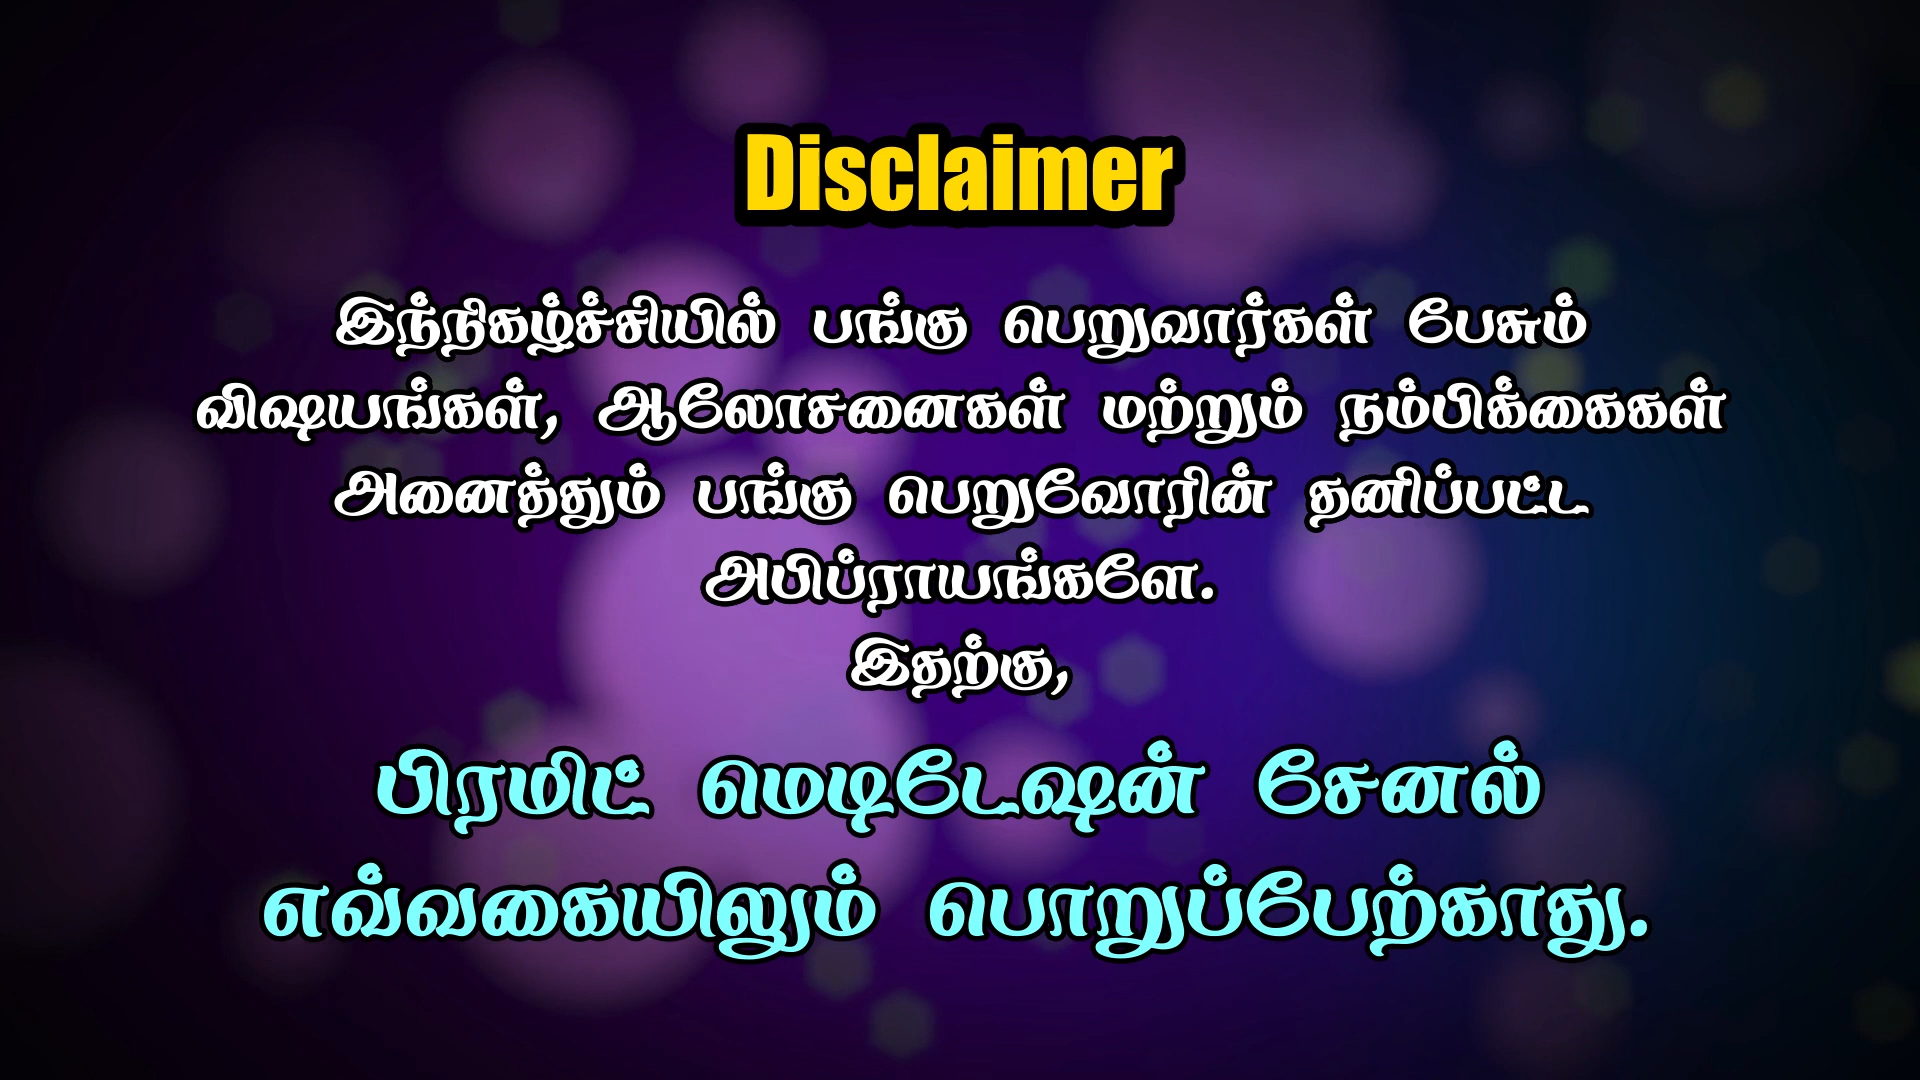 Disclaimer
இந்நிகழ்ச்சியில் பங்கு பெறுவார்கள் பேசும்
விஷயங்கள், ஆலோசனைகள் மற்றும் நம்பிக்கைகள்
அனைத்தும் பங்கு பெறுவோரின் தனிப்பட்ட
அபிப்ராயங்களே.
இதற்கு,
பிரமிட் மெடிடேஷன் சேனல்
எவ்வகையிலும் பொறுப்பேற்காது.